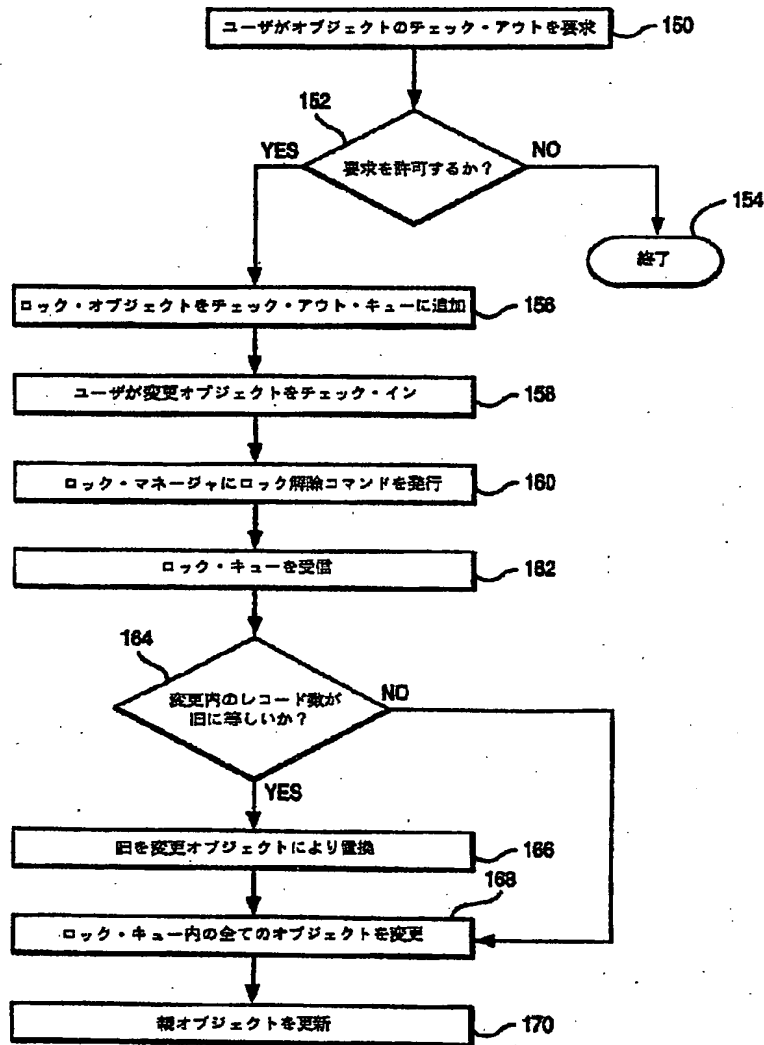 ユーザがオブジェクトのチェック・アウトを要求
150
152
YES
要求を許可するか?
NO
154
終了
ロック・オブジェクトをチェック・アウト・キューに追加
156
ユーザが変更オブジェクトをチェック・イン
158
ロック・マネージャにロック解除コマンドを発行
160
ロック・キューを受信
162
164
変更内のレコード数が
旧に等しいか?
NO
YES
旧を変更オブジェクトにより置換
166
168
ロック・キュー内の全てのオブジェクトを変更
親オブジェクトを更新
170